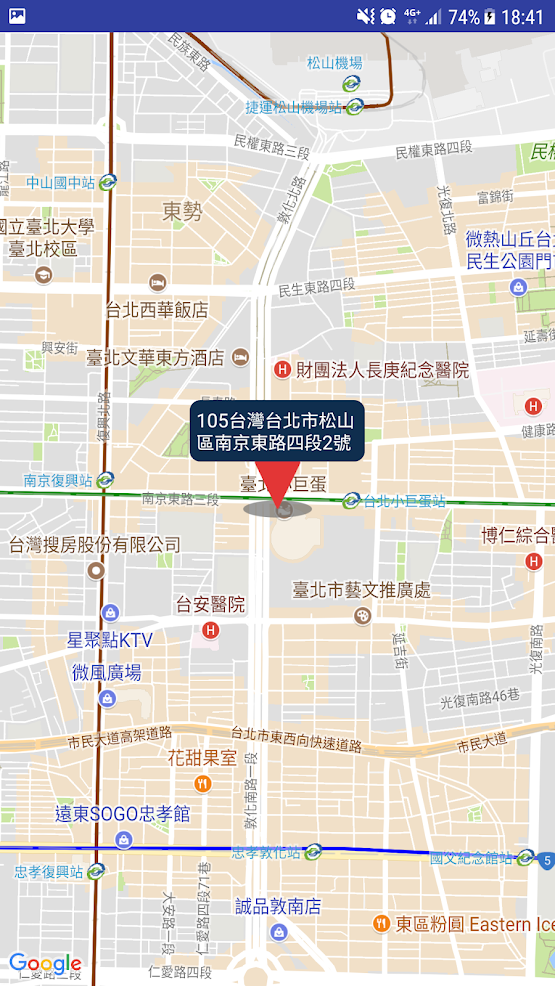 74% 18:41
4G+
民族東路
松山機場
捷運松山機場站
民權東路三段
民權東路四段
中山國中站
敦化北路
光復北路
富錦街
東勢
國立臺北大學
臺北校區
微熱山丘台
民生公園門
民生東路四段
台北西華飯店
延壽
興安街
臺北文華東方酒店
財團法人長庚紀念醫院
復興北路
105台灣台北市松山
區南京東路四段2號
健康路
南京復興站
臺北小巨蛋
南京東路三段
台北小巨蛋站
台灣搜房股份有限公司
博仁綜合醫
臺北市藝文推廣處
台安醫院
星聚點KTV
延吉街
光復南路
微風廣場
光復南路46巷
市民大道高架道路
台北市東西向快速道路
市民大道
花甜果室
敦化南路一段
遠東SOGO忠孝館
忠孝敦化站
國父紀念館站
5
忠孝復興站
大安路一段
仁愛路四段71巷
誠品敦南店
東區粉圓 Eastern Ice
Google
仁愛路三段
仁愛路四段